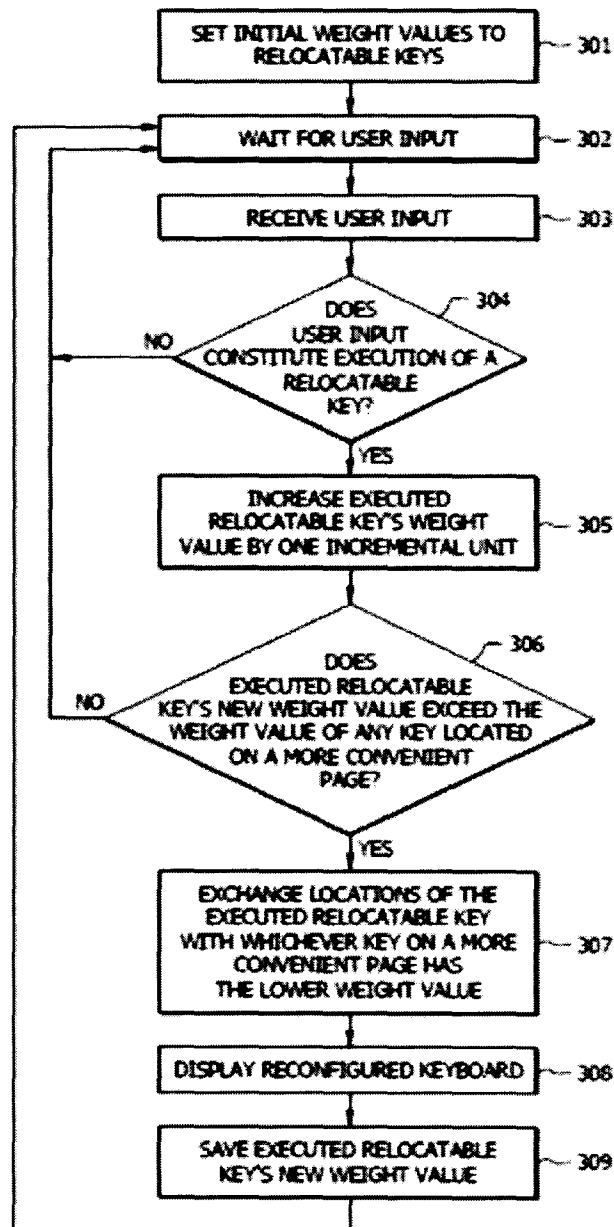 SET INITIAL WEIGHT VALUES TO
RELOCATABLE KEYS
301
WAIT FOR USER INPUT
302
RECEIVE USER INPUT
303
304
DOES
USER INPUT
CONSTITUTE EXECUTION OF A
RELOCATABLE
KEY?
NO
YES
INCREASE EXECUTED
RELOCATABLE KEY'S WEIGHT
VALUE BY ONE INCREMENTAL UNIT
305
306
DOES
EXECUTED RELOCATABLE
KEY'S NEW WEIGHT VALUE EXCEED THE
WEIGHT VALUE OF ANY KEY LOCATED
ON A MORE CONVENIENT
PAGE?
NO
YES
EXCHANGE LOCATIONS OF THE
EXECUTED RELOCATABLE KEY
WITH WHICHEVER KEY ON A MORE
CONVENIENT PAGE HAS
THE LOWER WEIGHT VALUE
307
DISPLAY RECONFIGURED KEYBOARD
308
SAVE EXECUTED RELOCATABLE
KEY'S NEW WEIGHT VALUE
309